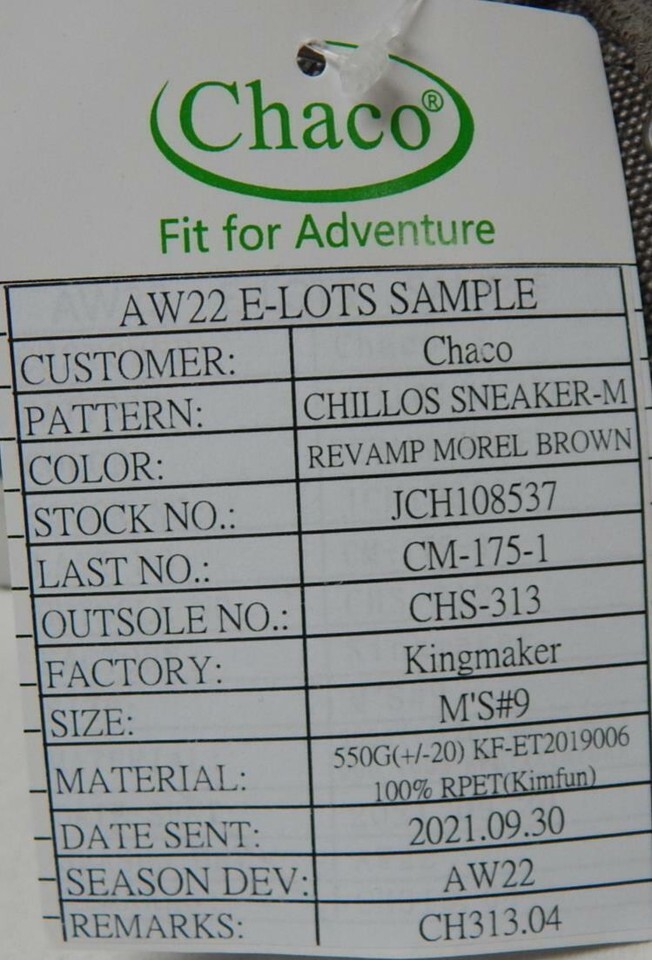 Chaco®
Fit for Adventure
AW22 E-LOTS SAMPLE
CUSTOMER: Chaco
PATTERN: CHILLOS SNEAKER-M
COLOR: REVAMP MOREL BROWN
STOCK NO.: JCH108537
LAST NO.: CM-175-1
OUTSOLE NO.: CHS-313
FACTORY: Kingmaker
SIZE: M'S#9
MATERIAL: 550G(+/-20) KF-ET2019006
100% RPET(Kimfun)
DATE SENT: 2021.09.30
SEASON DEV: AW22
REMARKS: CH313.04